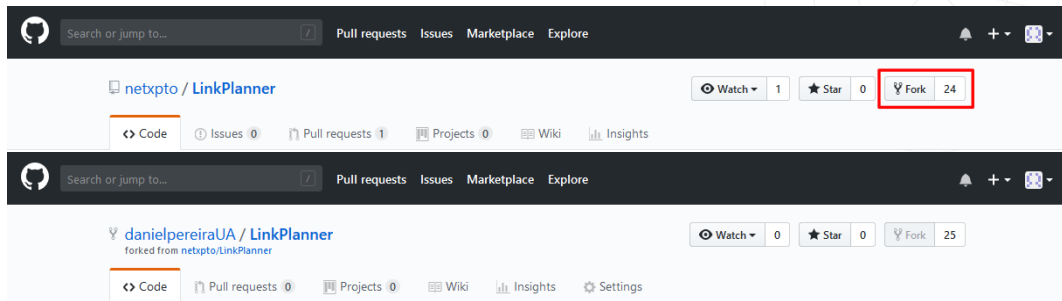 Search or jump to... / Pull requests Issues Marketplace Explore
netxpto / LinkPlanner Watch 1 Star 0 Fork 24
Code Issues 0 Pull requests 1 Projects 0 Wiki Insights
Search or jump to... / Pull requests Issues Marketplace Explore
danielpereiraUA / LinkPlanner Watch 0 Star 0 Fork 25
forked from netxpto/LinkPlanner
Code Pull requests 0 Projects 0 Wiki Insights Settings